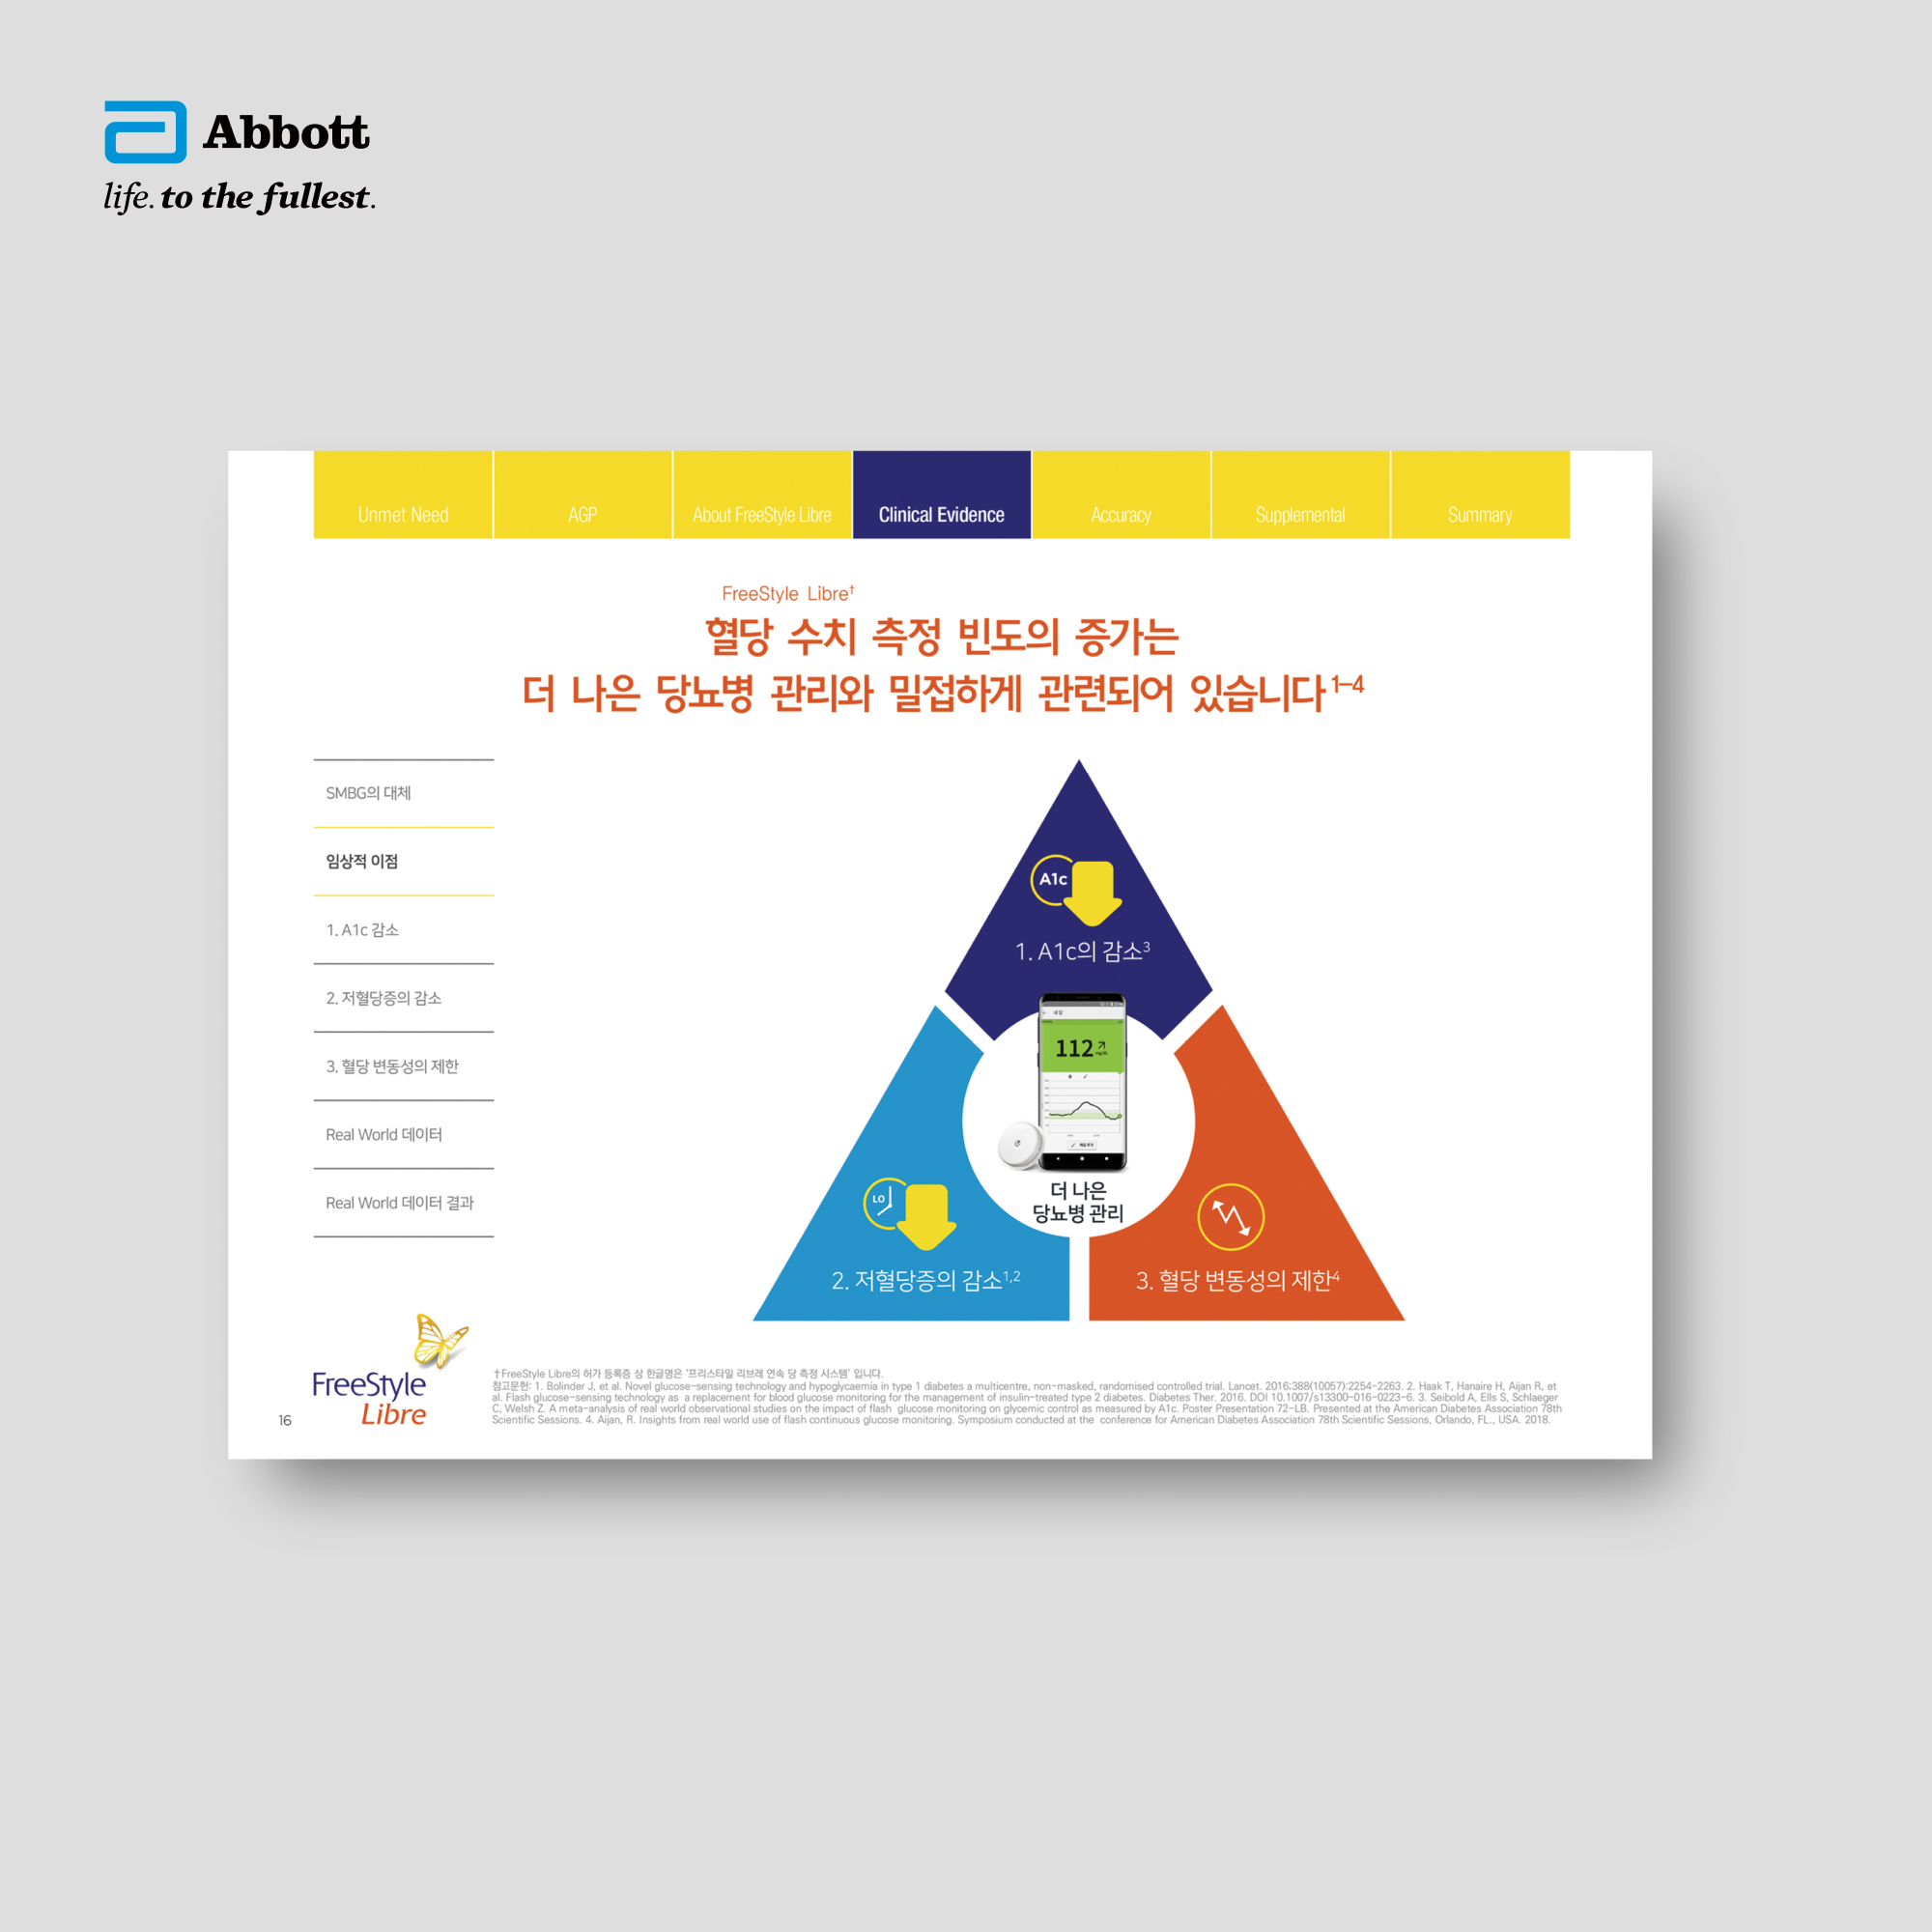 Abbott
life. to the fullest.
Unmet Need
AGP
About FreeStyle Libre
Clinical Evidence
Accuracy
Supplemental
Summary
FreeStyle Libre†
혈당 수치 측정 빈도의 증가는
더 나은 당뇨병 관리와 밀접하게 관련되어 있습니다1-4
SMBG의 대체
임상적 이점
1. A1c 감소
2. 저혈당증의 감소
3. 혈당 변동성의 제한
Real World 데이터
Real World 데이터 결과
A1c
1. A1c의 감소3
112
mg/dL
더 나은
당뇨병 관리
LO
2. 저혈당증의 감소1,2
3. 혈당 변동성의 제한4
FreeStyle
Libre
16
†FreeStyle Libre의 허가 등록증 상 한글명은 '프리스타일 리브레 연속 당 측정 시스템' 입니다.
참고문헌: 1. Bolinder J, et al. Novel glucose-sensing technology and hypoglycaemia in type 1 diabetes a multicentre, non-masked, randomised controlled trial. Lancet. 2016;388(10057):2254-2263. 2. Haak T, Hanaire H, Aijan R, et
al. Flash glucose-sensing technology as a replacement for blood glucose monitoring for the management of insulin-treated type 2 diabetes. Diabetes Ther. 2016. DOI 10.1007/s13300-016-0223-6. 3. Seibold A, Ells S, Schlaeger
C, Welsh Z. A meta-analysis of real world observational studies on the impact of flash glucose monitoring on glycemic control as measured by A1c. Poster Presentation 72-LB. Presented at the American Diabetes Association 78th
Scientific Sessions. 4. Aijan, R. Insights from real world use of flash continuous glucose monitoring. Symposium conducted at the conference for American Diabetes Association 78th Scientific Sessions, Orlando, FL., USA. 2018.